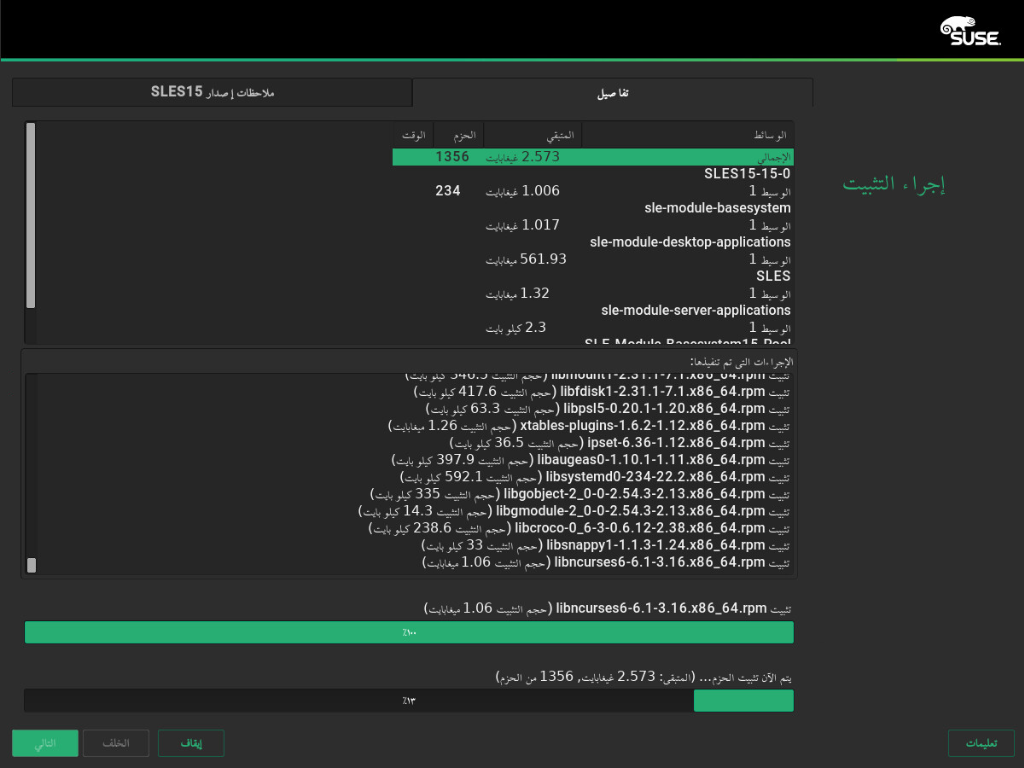 SUSE
تفاصيل
ملاحظات إصدار SLES15
الوسائط المتبقي الحزم الوقت
الإجمالي 2.573 غيغابايت 1356
SLES15-15-0
الوسيط 1 1.006 غيغابايت 234
sle-module-basesystem
الوسيط 1 1.017 غيغابايت
sle-module-desktop-applications
الوسيط 1 561.93 ميغابايت
SLES
الوسيط 1 1.32 ميغابايت
sle-module-server-applications
الوسيط 1 2.3 كيلو بايت
SLE-Module-Basesystem15-Pool
إجراء التثبيت
الإجراءات التي تم تنفيذها:
تثبيت libmount1-2.31.1-7.1.x86_64.rpm (حجم التثبيت 346.5 كيلو بايت)
تثبيت libfdisk1-2.31.1-7.1.x86_64.rpm (حجم التثبيت 417.6 كيلو بايت)
تثبيت libpsl5-0.20.1-1.20.x86_64.rpm (حجم التثبيت 63.3 كيلو بايت)
تثبيت xtables-plugins-1.6.2-1.12.x86_64.rpm (حجم التثبيت 1.26 ميغابايت)
تثبيت ipset-6.36-1.12.x86_64.rpm (حجم التثبيت 36.5 كيلو بايت)
تثبيت libaugeas0-1.10.1-1.11.x86_64.rpm (حجم التثبيت 397.9 كيلو بايت)
تثبيت libsystemd0-234-22.2.x86_64.rpm (حجم التثبيت 592.1 كيلو بايت)
تثبيت libgobject-2_0-0-2.54.3-2.13.x86_64.rpm (حجم التثبيت 335 كيلو بايت)
تثبيت libgmodule-2_0-0-2.54.3-2.13.x86_64.rpm (حجم التثبيت 14.3 كيلو بايت)
تثبيت libcroco-0_6-3-0.6.12-2.38.x86_64.rpm (حجم التثبيت 238.6 كيلو بايت)
تثبيت libsnappy1-1.1.3-1.24.x86_64.rpm (حجم التثبيت 33 كيلو بايت)
تثبيت libncurses6-6.1-3.16.x86_64.rpm (حجم التثبيت 1.06 ميغابايت)
تثبيت libncurses6-6.1-3.16.x86_64.rpm (حجم التثبيت 1.06 ميغابايت)
٪١٠٠
يتم الآن تثبيت الحزم... (المتبقى: 2.573 غيغابايت, 1356 من الحزم)
٪١٣
تعليمات
إيقاف
الخلف
التالي